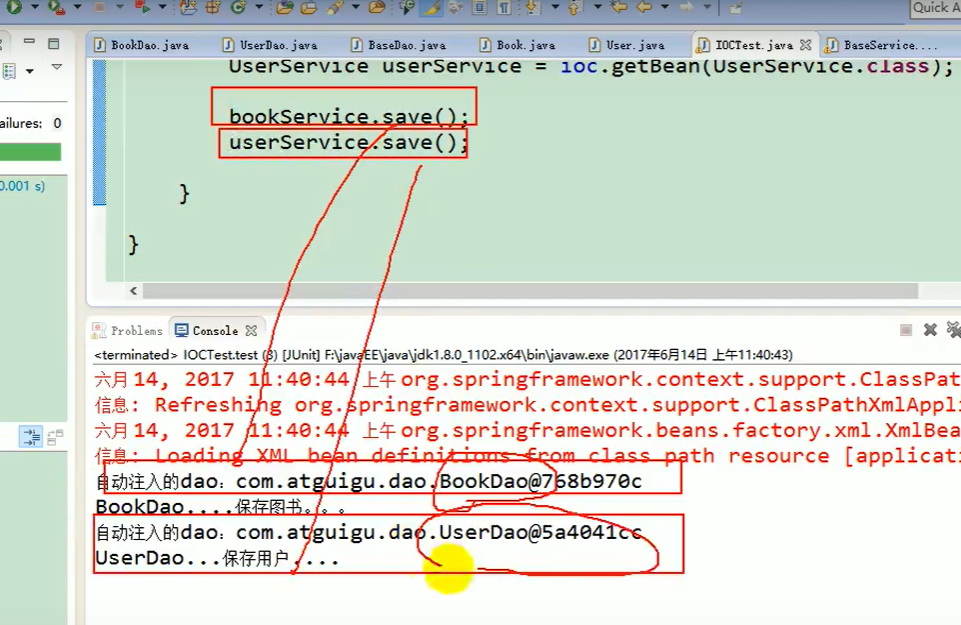 Quick A
BookDao.java UserDao.java BaseDao.java Book.java User.java IOCTest.java BaseService....
UserService userService = ioc.getBean(UserService.class);
ailures: 0
bookService.save();
userService.save();
0.001 s)
}
}
Problems Console
<terminated> IOCTest.test (3) [JUnit] F:\javaEE\java\jdk1.8.0_1102.x64\bin\javaw.exe (2017年6月14日 上午11:40:43)
六月 14, 2017 11:40:44 上午 org.springframework.context.support.ClassPat
信息: Refreshing org.springframework.context.support.ClassPathXmlAppli
六月 14, 2017 11:40:44 上午 org.springframework.beans.factory.xml.XmlBea
信息: Loading XML bean definitions from class path resource [applicati
自动注入的dao: com.atguigu.dao.BookDao@768b970c
BookDao....保存图书。。。
自动注入的dao: com.atguigu.dao.UserDao@5a4041cc
UserDao...保存用户....